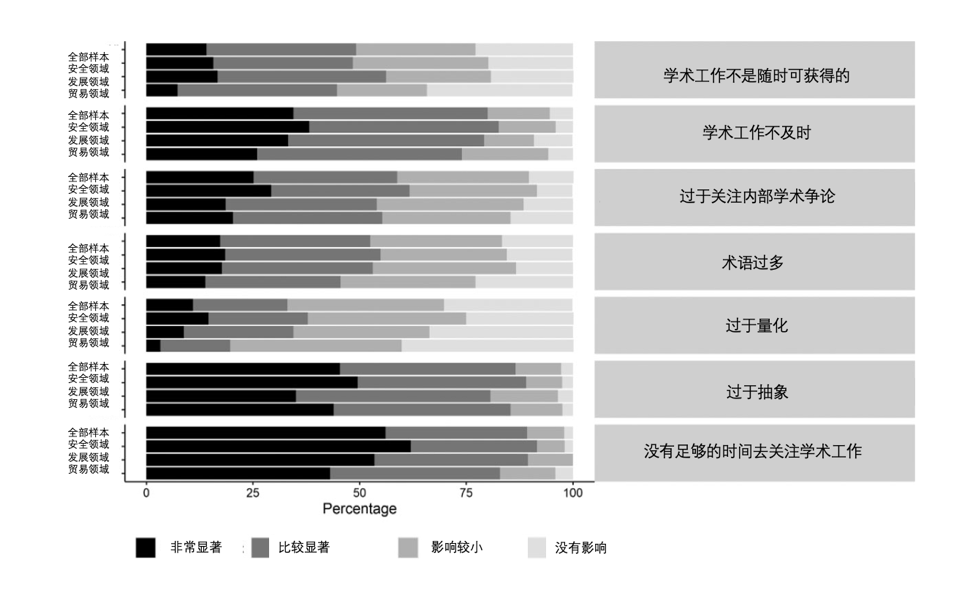 全部样本
安全领域
发展领域
贸易领域
学术工作不是随时可获得的
全部样本
安全领域
发展领域
贸易领域
学术工作不及时
全部样本
安全领域
发展领域
贸易领域
过于关注内部学术争论
全部样本
安全领域
发展领域
贸易领域
术语过多
全部样本
安全领域
发展领域
贸易领域
过于量化
全部样本
安全领域
发展领域
贸易领域
过于抽象
全部样本
安全领域
发展领域
贸易领域
没有足够的时间去关注学术工作
0 25 50 75 100
Percentage
非常显著 : 比较显著 影响较小 没有影响